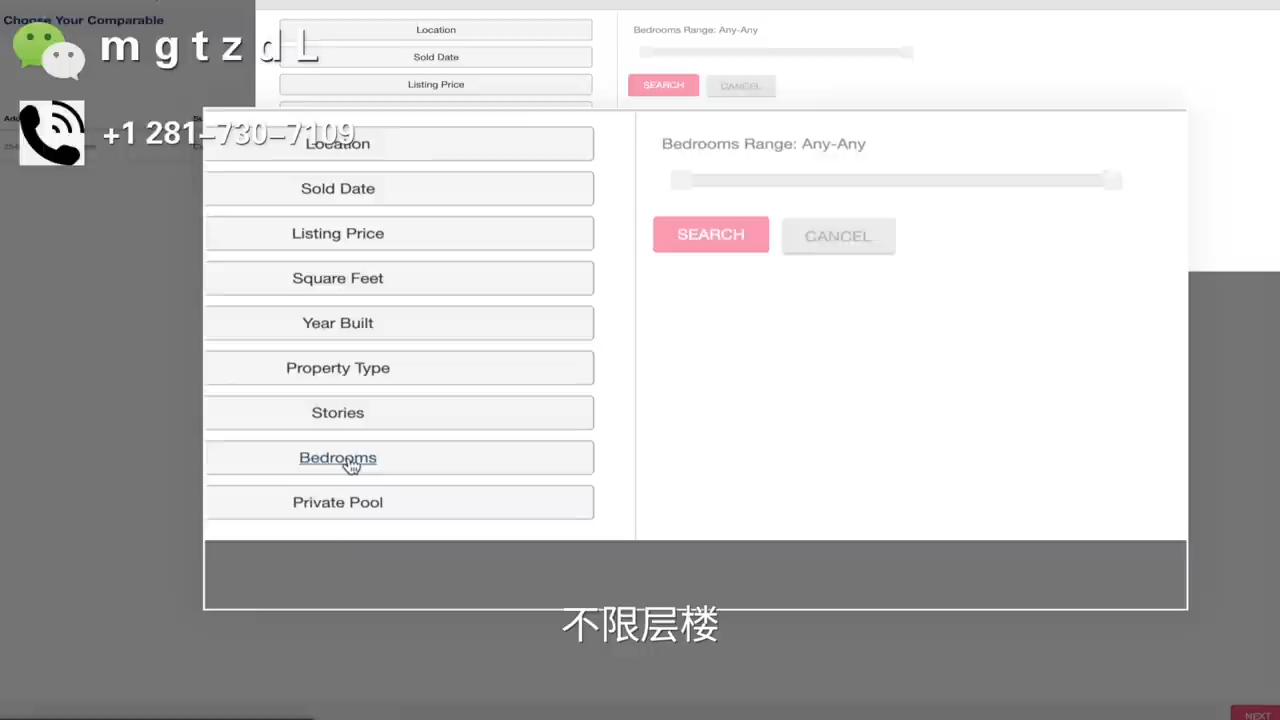 Choose Your Comparable
mgtzdL
+1 281-730-7109
Location
Sold Date
Listing Price
Bedrooms Range: Any-Any
SEARCH
CANCEL
Location
Sold Date
Listing Price
Square Feet
Year Built
Property Type
Stories
Bedrooms
Private Pool
Bedrooms Range: Any-Any
SEARCH
CANCEL
不限层楼
NEXT